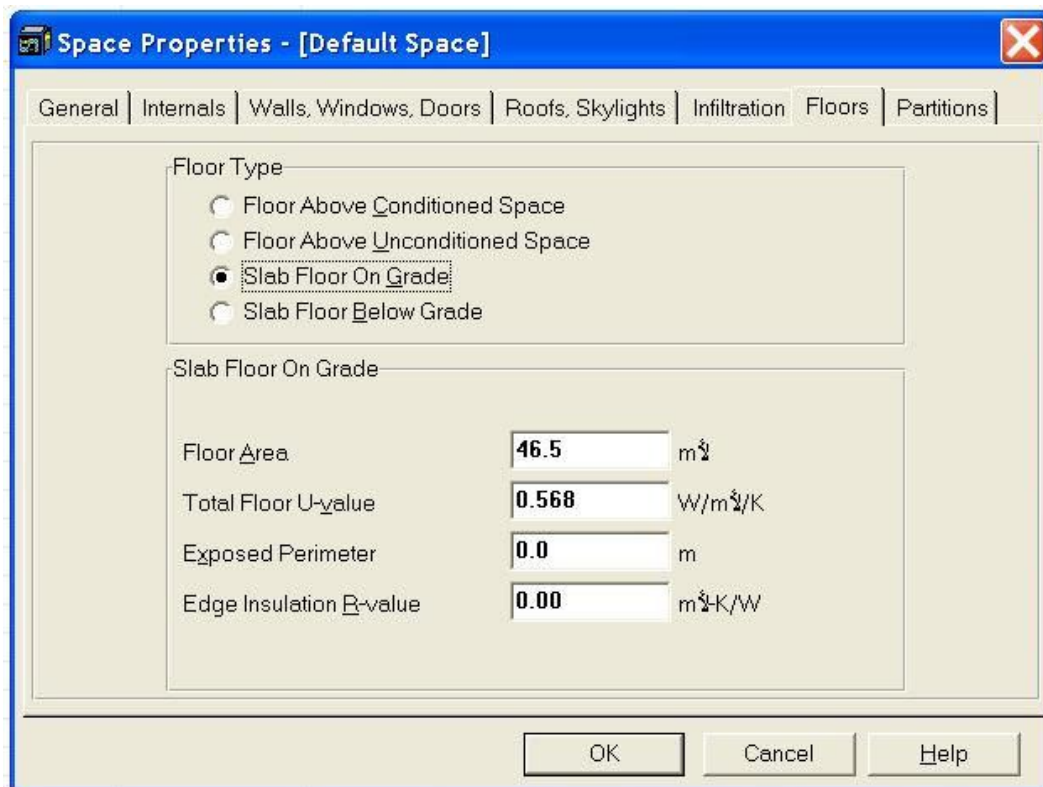 Space Properties - [Default Space]
General Internals Walls, Windows, Doors Roofs, Skylights Infiltration Floors Partitions
Floor Type
Floor Above Conditioned Space
Floor Above Unconditioned Space
Slab Floor On Grade
Slab Floor Below Grade
Slab Floor On Grade
Floor Area 46.5 m
Total Floor U-value 0.568 W/m/K
Exposed Perimeter 0.0 m
Edge Insulation R-value 0.00 m-K/W
OK Cancel Help